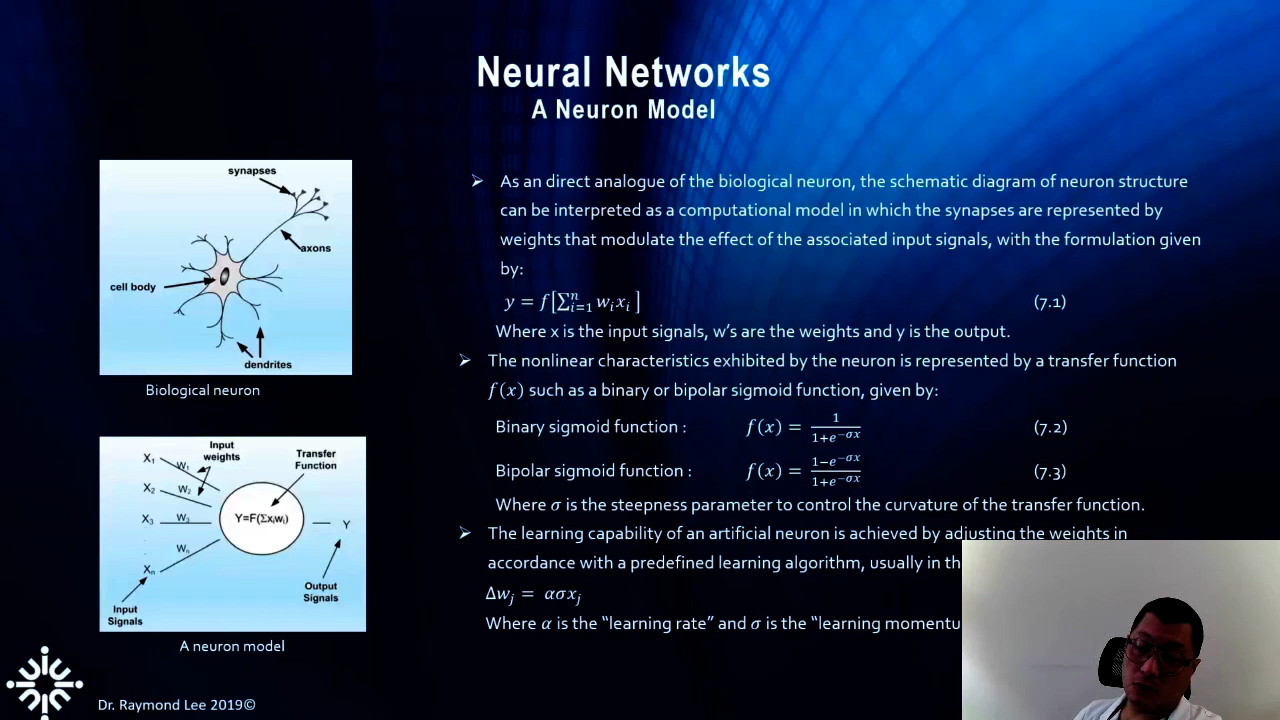 Neural Networks
A Neuron Model
synapses
axons
cell body
dendrites
Biological neuron
Input
weights
Transfer
Function
X1
W1
X2
W2
X3
W3
Wn
Xn
Y=F(Σxiwi)
Y
Output
Signals
Input
Signals
A neuron model
➢ As an direct analogue of the biological neuron, the schematic diagram of neuron structure
can be interpreted as a computational model in which the synapses are represented by
weights that modulate the effect of the associated input signals, with the formulation given
by:
y = f[∑ⁿᵢ₌₁ wᵢxᵢ ] (7.1)
Where x is the input signals, w's are the weights and y is the output.
➢ The nonlinear characteristics exhibited by the neuron is represented by a transfer function
f(x) such as a binary or bipolar sigmoid function, given by:
Binary sigmoid function : f(x) = 1/(1+e^−σx) (7.2)
Bipolar sigmoid function : f(x) = (1−e^−σx)/(1+e^−σx) (7.3)
Where σ is the steepness parameter to control the curvature of the transfer function.
➢ The learning capability of an artificial neuron is achieved by adjusting the weights in
accordance with a predefined learning algorithm, usually in th
Δwⱼ = ασxⱼ
Where α is the “learning rate” and σ is the “learning momentu
Dr. Raymond Lee 2019©